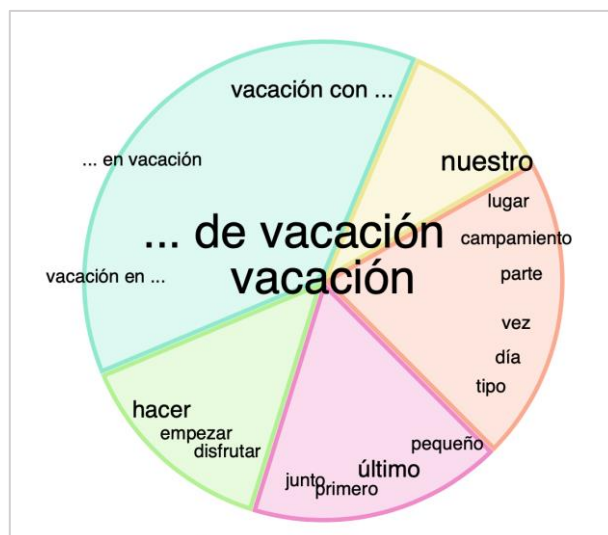 vacación con ...
... en vacación
nuestro
lugar
... de vacación
campamiento
vacación en ...
vacación
parte
vez
día
tipo
hacer
empezar
disfrutar
pequeño
último
junto
primero